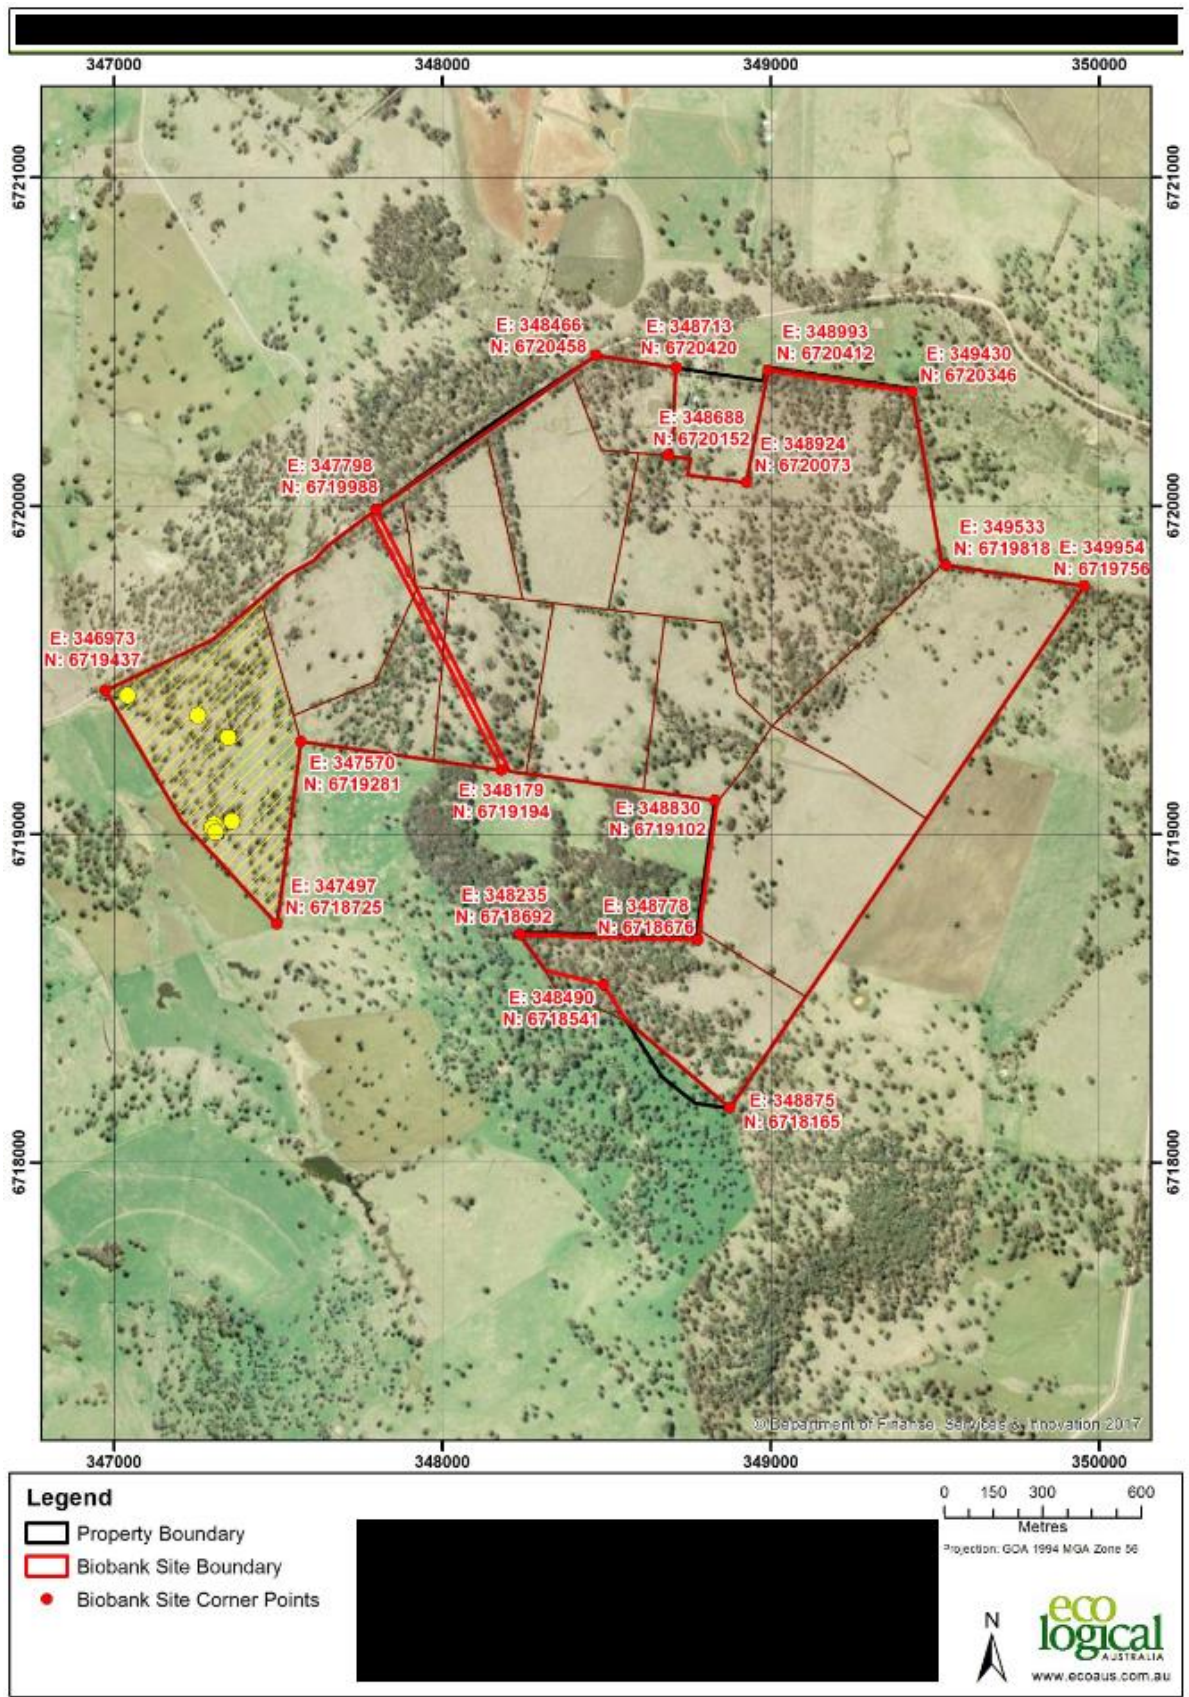 347000 348000 349000 350000
6721000 6721000
E: 348466
N: 6720458
E: 348713
N: 6720420
E: 348993
N: 6720412
E: 349430
N: 6720346
E: 348688
N: 6720152
E: 348924
N: 6720073
E: 347798
N: 6719988
6720000 6720000
E: 349533
N: 6719818
E: 349954
N: 6719756
E: 346973
N: 6719437
E: 347570
N: 6719281
E: 348179
N: 6719194
E: 348830
N: 6719102
6719000 6719000
E: 347497
N: 6718725
E: 348235
N: 6718692
E: 348778
N: 6718676
E: 348490
N: 6718541
E: 348875
N: 6718165
6718000 6718000
© Department of Finance, Services & Innovation 2017
347000 348000 349000 350000
Legend
Property Boundary
Biobank Site Boundary
Biobank Site Corner Points
0 150 300 600
Metres
Projection: GDA 1994 MGA Zone 56
N
eco
logical
AUSTRALIA
www.ecoaus.com.au